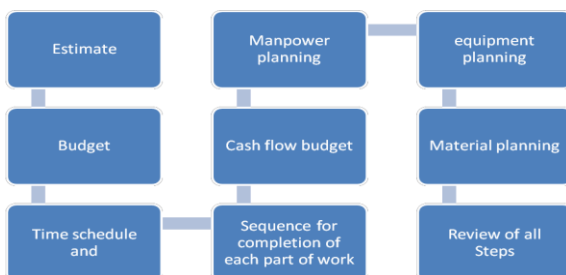 Estimate
Budget
Time schedule
and
Sequence for
completion of
each part of work
Cash flow budget
Manpower
planning
equipment
planning
Material planning
Review of all
Steps